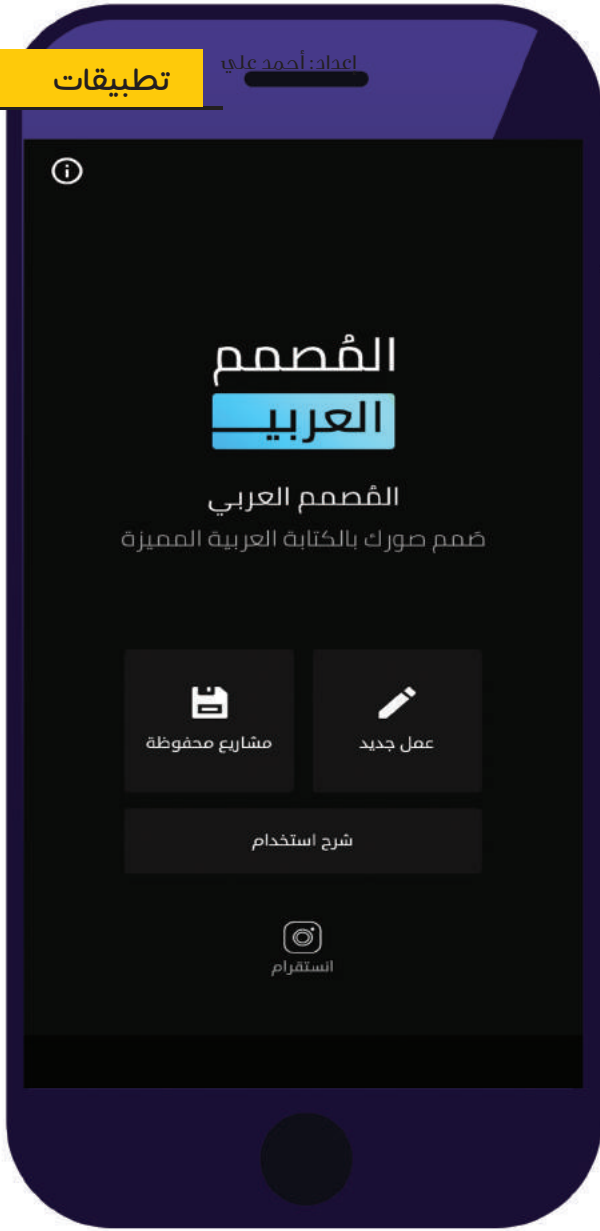 اعداد: أحمد علي
تطبيقات
المُصمم
العربيـــ
المُصمم العربي
صَمم صورك بالكتابة العربية المميزة
عمل جديد
مشاريع محفوظة
شرح استخدام
انستقرام